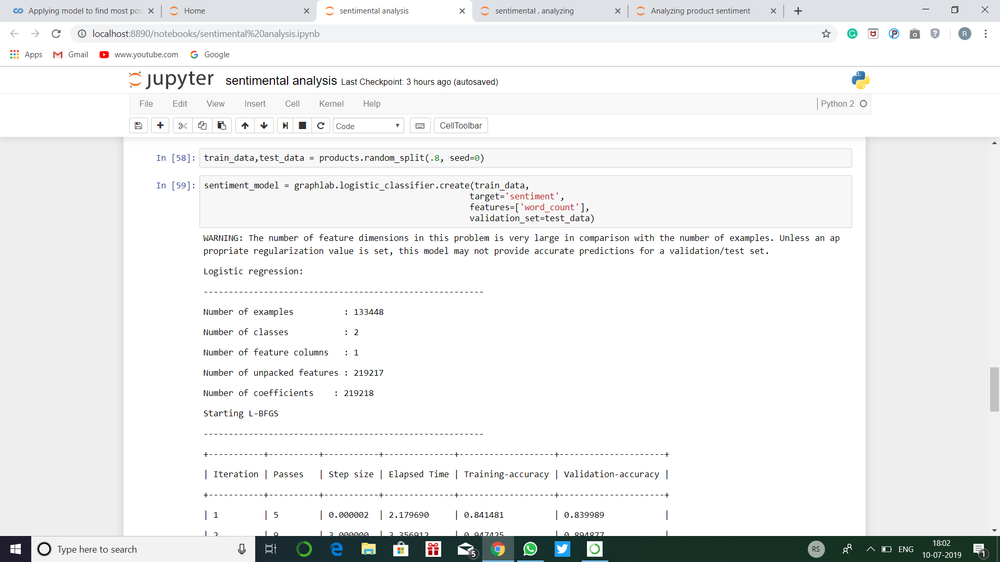 Applying model to find most pos
Home
sentimental analysis
sentimental . analyzing
Analyzing product sentiment
localhost:8890/notebooks/sentimental%20analysis.ipynb
R
Apps
Gmail
www.youtube.com
Google
jupyter
sentimental analysis Last Checkpoint: 3 hours ago (autosaved)
File Edit View Insert Cell Kernel Help
Python 2
Code
CellToolbar
In [58]: train_data,test_data = products.random_split(.8, seed=0)
In [59]: sentiment_model = graphlab.logistic_classifier.create(train_data,
target='sentiment',
features=['word_count'],
validation_set=test_data)
WARNING: The number of feature dimensions in this problem is very large in comparison with the number of examples. Unless an ap
propriate regularization value is set, this model may not provide accurate predictions for a validation/test set.
Logistic regression:
--------------------------------------------------------
Number of examples          : 133448
Number of classes           : 2
Number of feature columns   : 1
Number of unpacked features : 219217
Number of coefficients    : 219218
Starting L-BFGS
--------------------------------------------------------
+-----------+----------+-----------+--------------+-------------------+---------------------+
| Iteration | Passes   | Step size | Elapsed Time | Training-accuracy | Validation-accuracy |
+-----------+----------+-----------+--------------+-------------------+---------------------+
| 1         | 5        | 0.000002  | 2.179690     | 0.841481          | 0.839989            |
| 2         | 9        | 3.000000  | 3.356912     | 0.947425          | 0.894877            |
Type here to search
5
RS
ENG
18:02
10-07-2019
1